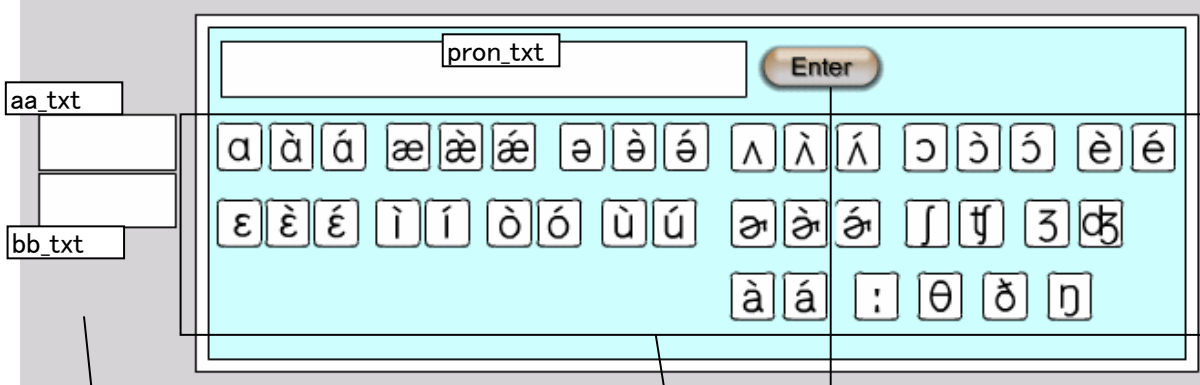 pron_txt
Enter
aa_txt
ɑ ɑ̀ ɑ́ æ æ̀ ǽ ə ə̀ ə́ ʌ ʌ̀ ʌ́ ɔ ɔ̀ ɔ́ è é
bb_txt
ɛ ɛ̀ ɛ́ ì í ò ó ù ú ɚ ɚ̀ ɚ́ ʃ ʧ ʒ ʤ
à á ː θ ð ŋ